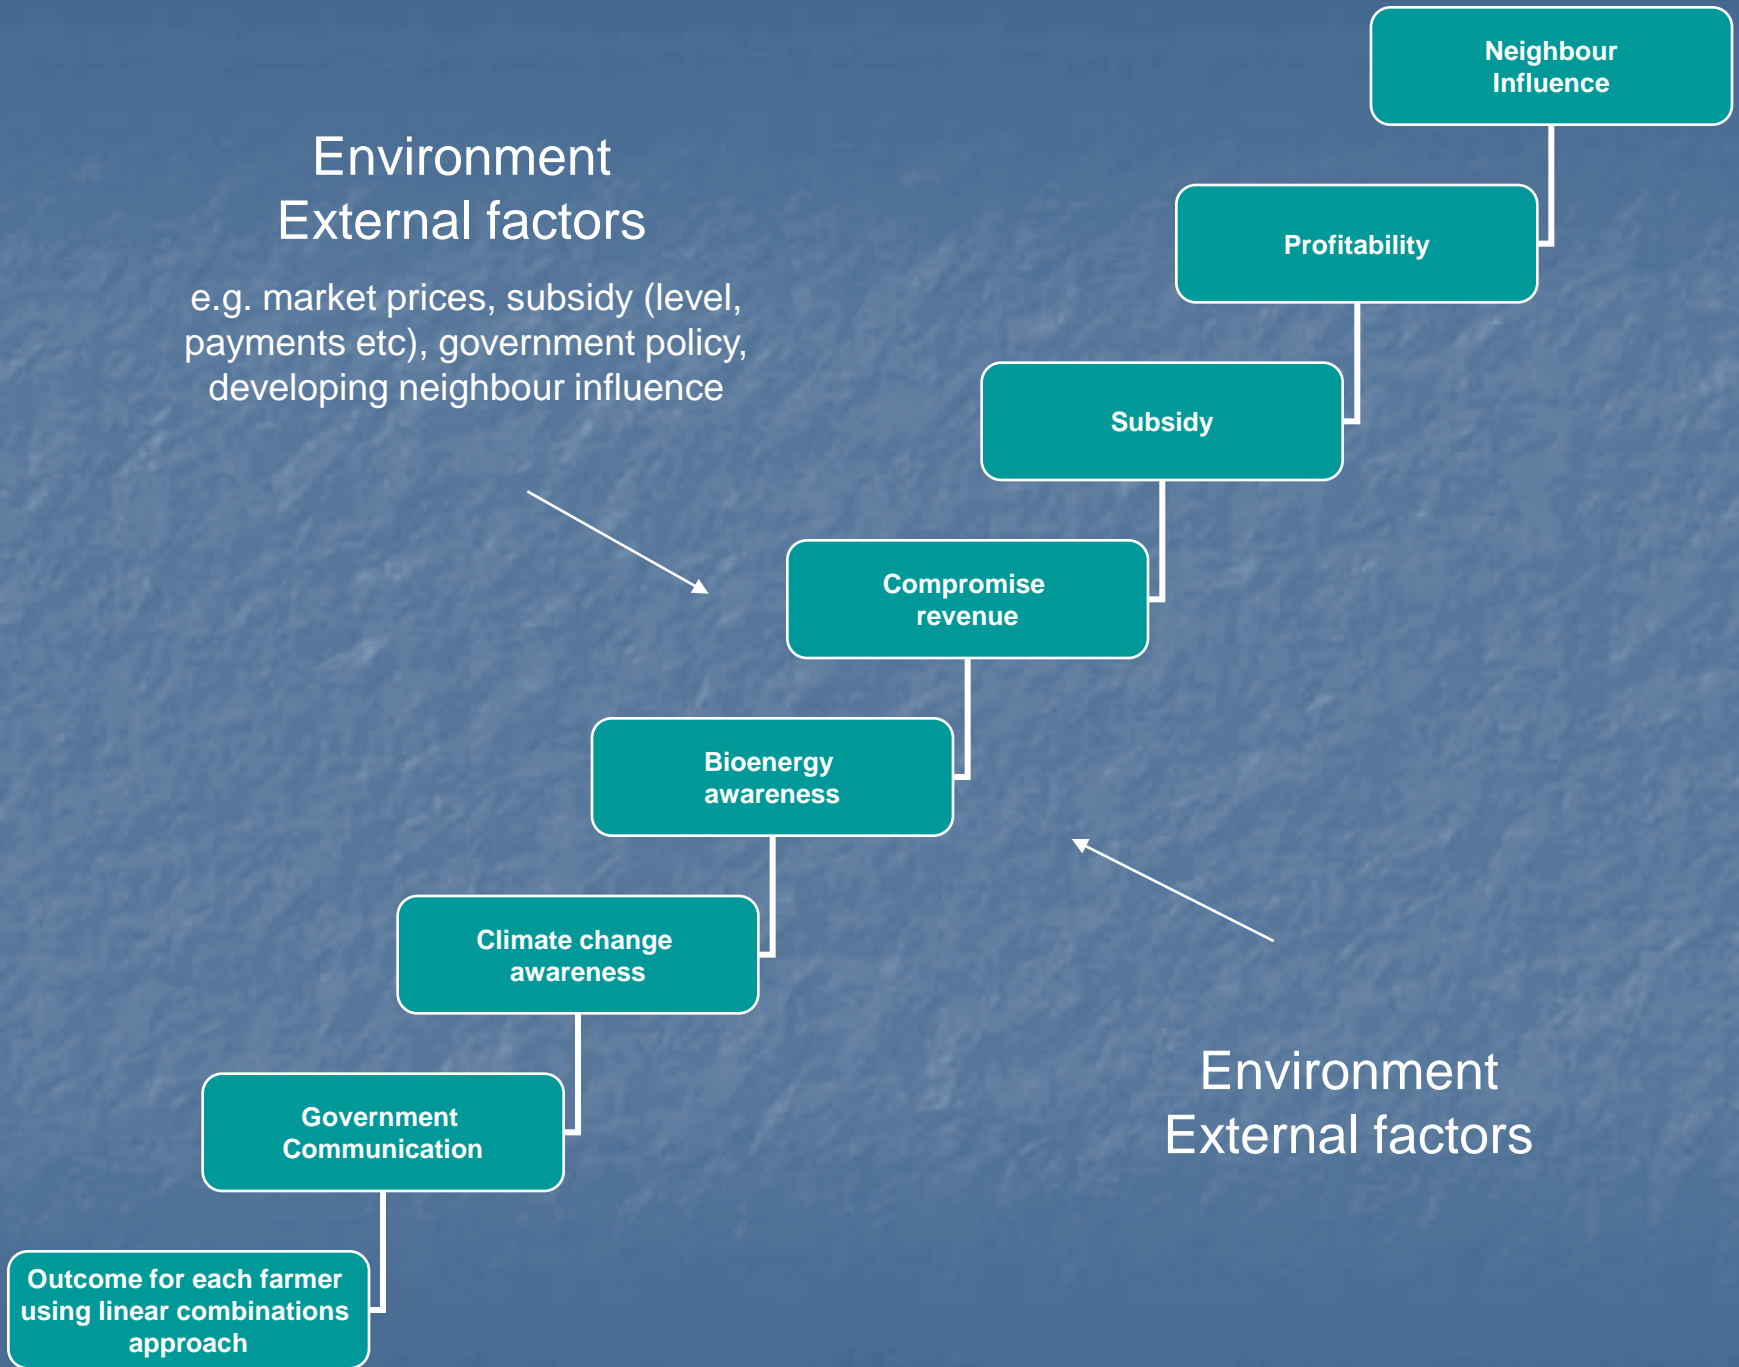 Neighbour
Influence
Environment
External factors
e.g. market prices, subsidy (level,
payments etc), government policy,
developing neighbour influence
Profitability
Subsidy
Compromise
revenue
Bioenergy
awareness
Climate change
awareness
Environment
External factors
Government
Communication
Outcome for each farmer
using linear combinations
approach